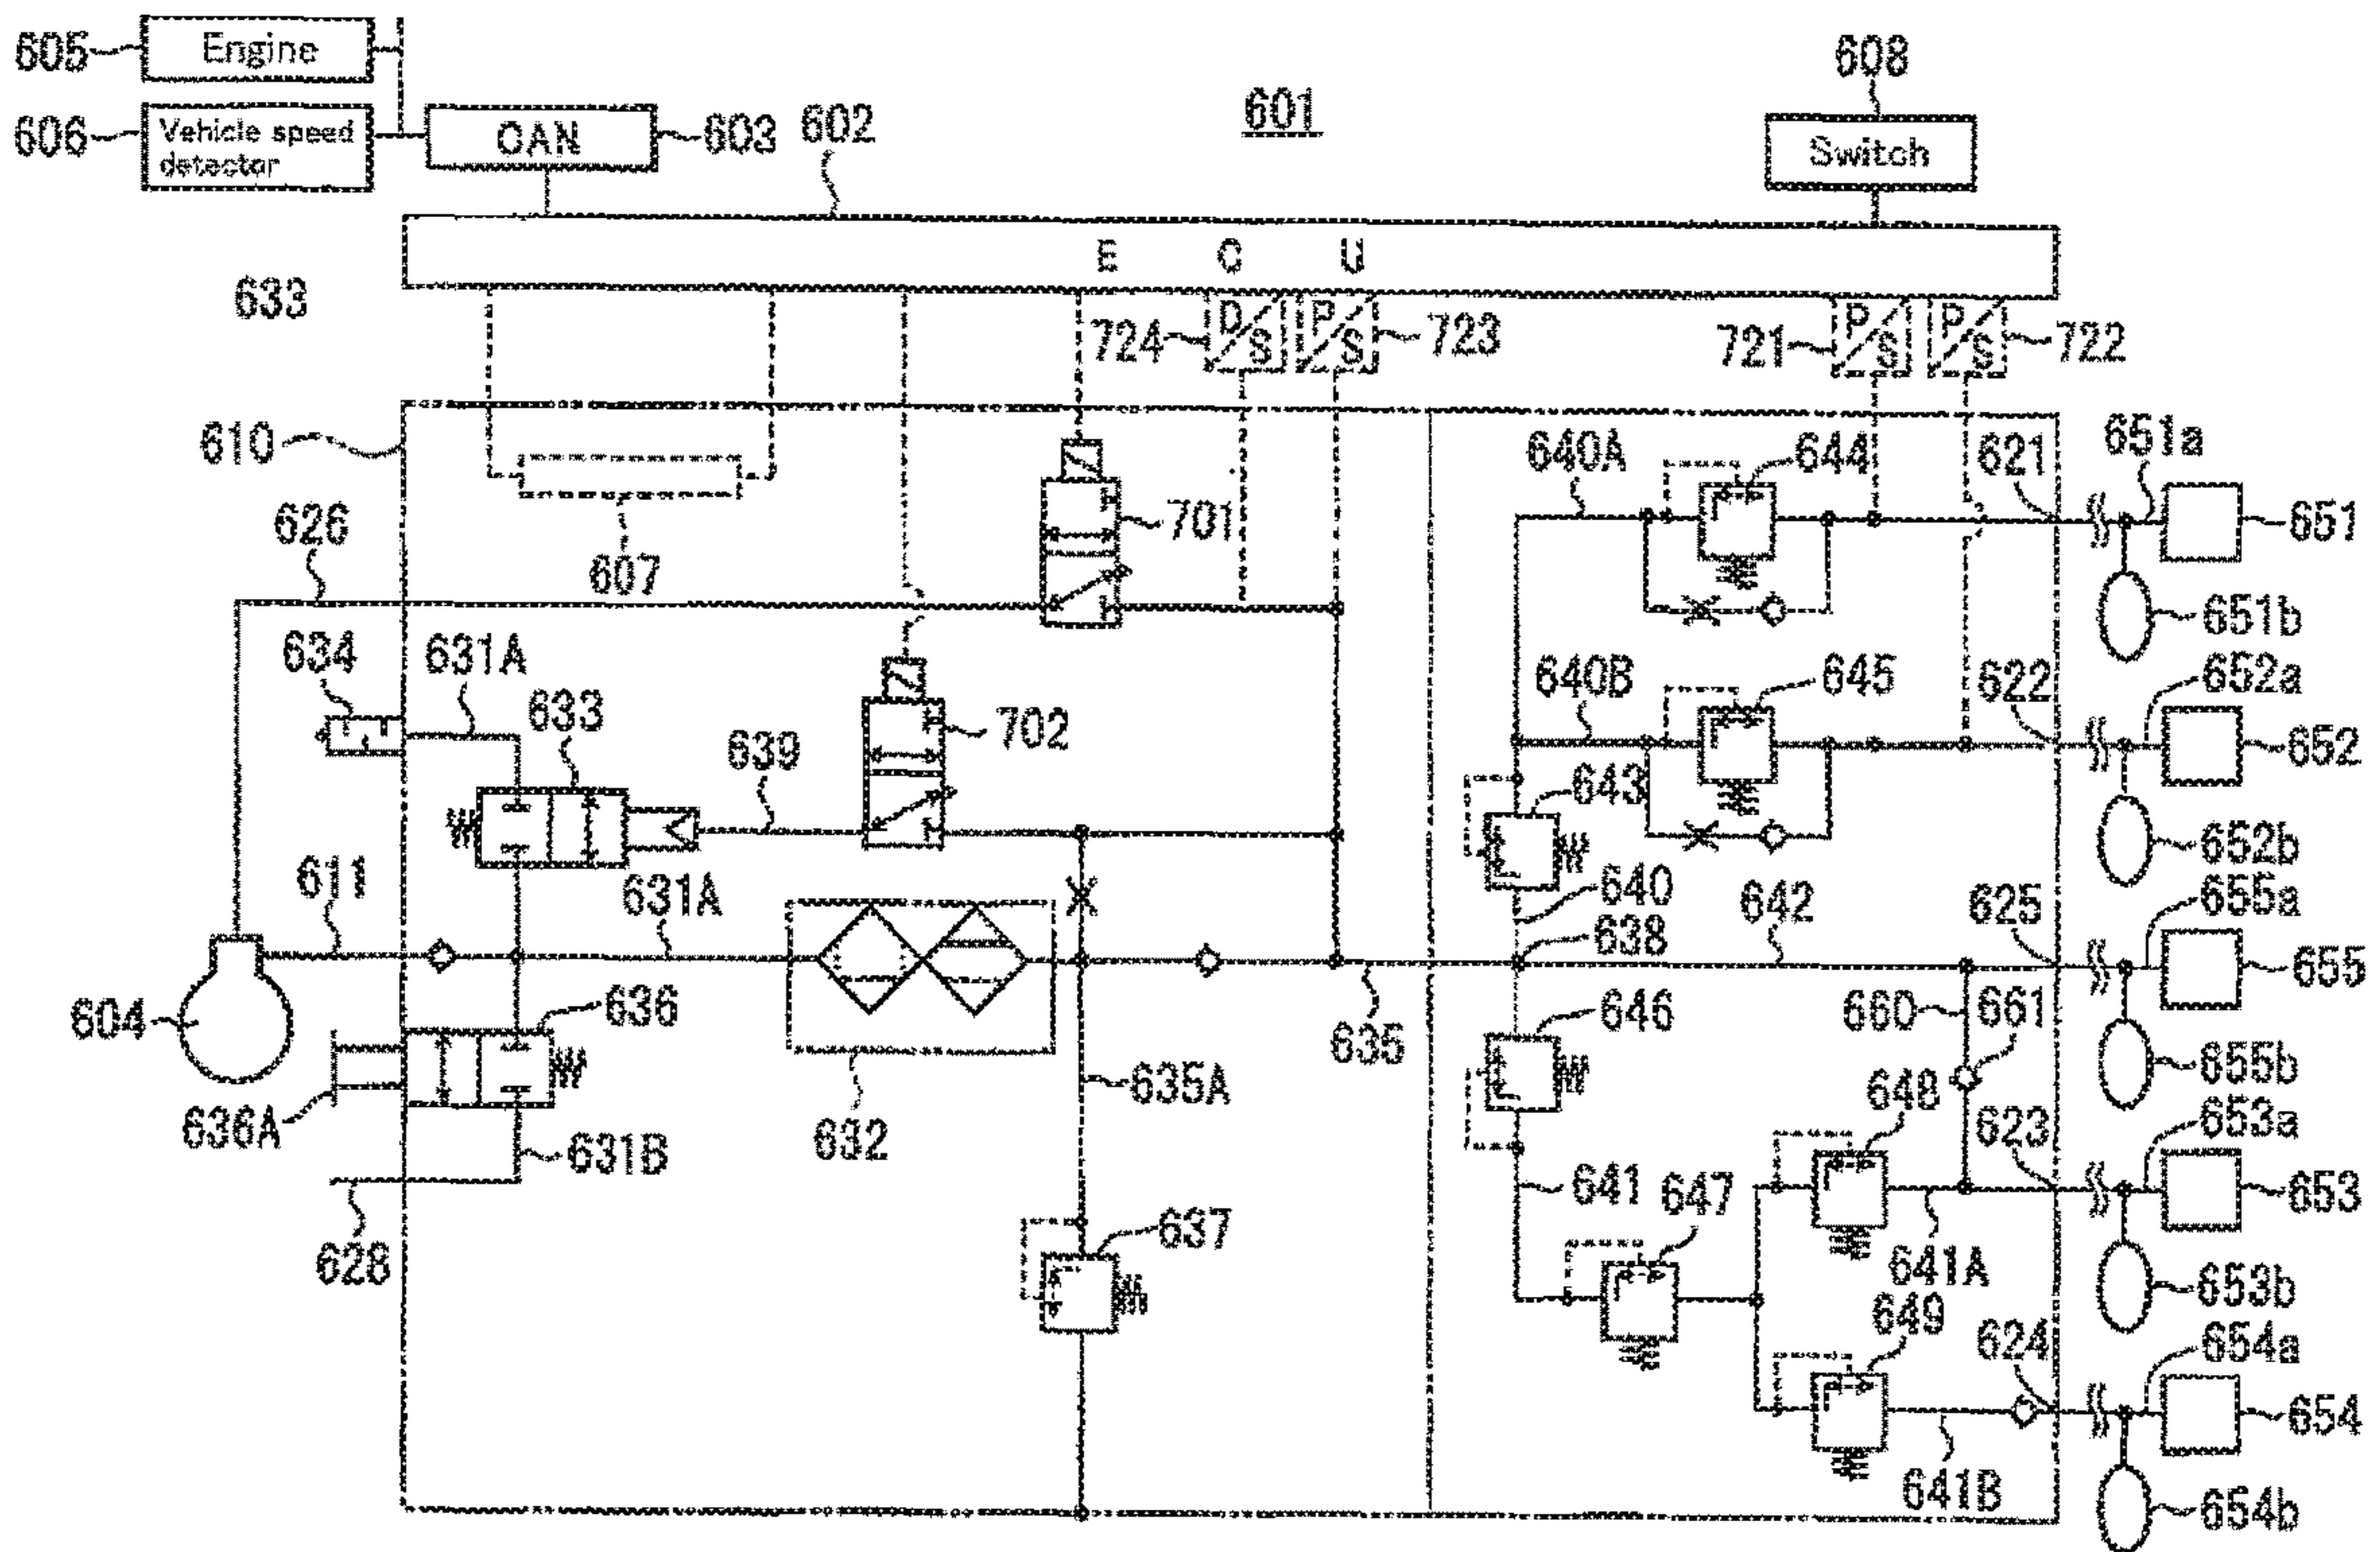 605
Engine
608
606
Vehicle speed
detector
CAN
603
602
601
Switch
E C U
633
724
D
S
P
S
723
721
P
S
P
S
722
610
640A
644
621
651a
626
701
651
607
651b
634
631A
640B
645
622
652a
633
702
639
643
652
652b
611
631A
640
642
625
655a
638
655
604
636
646
660
661
635
655b
636A
635A
648
653a
632
631B
623
641
647
653
628
637
641A
653b
649
624
654a
654
641B
654b